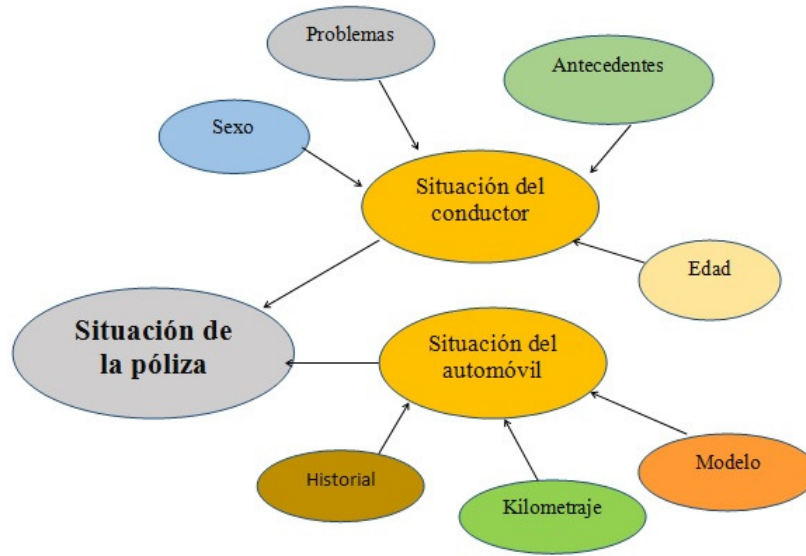 Problemas
Antecedentes
Sexo
Situación del
conductor
Edad
Situación de
la póliza
Situación del
automóvil
Historial
Kilometraje
Modelo